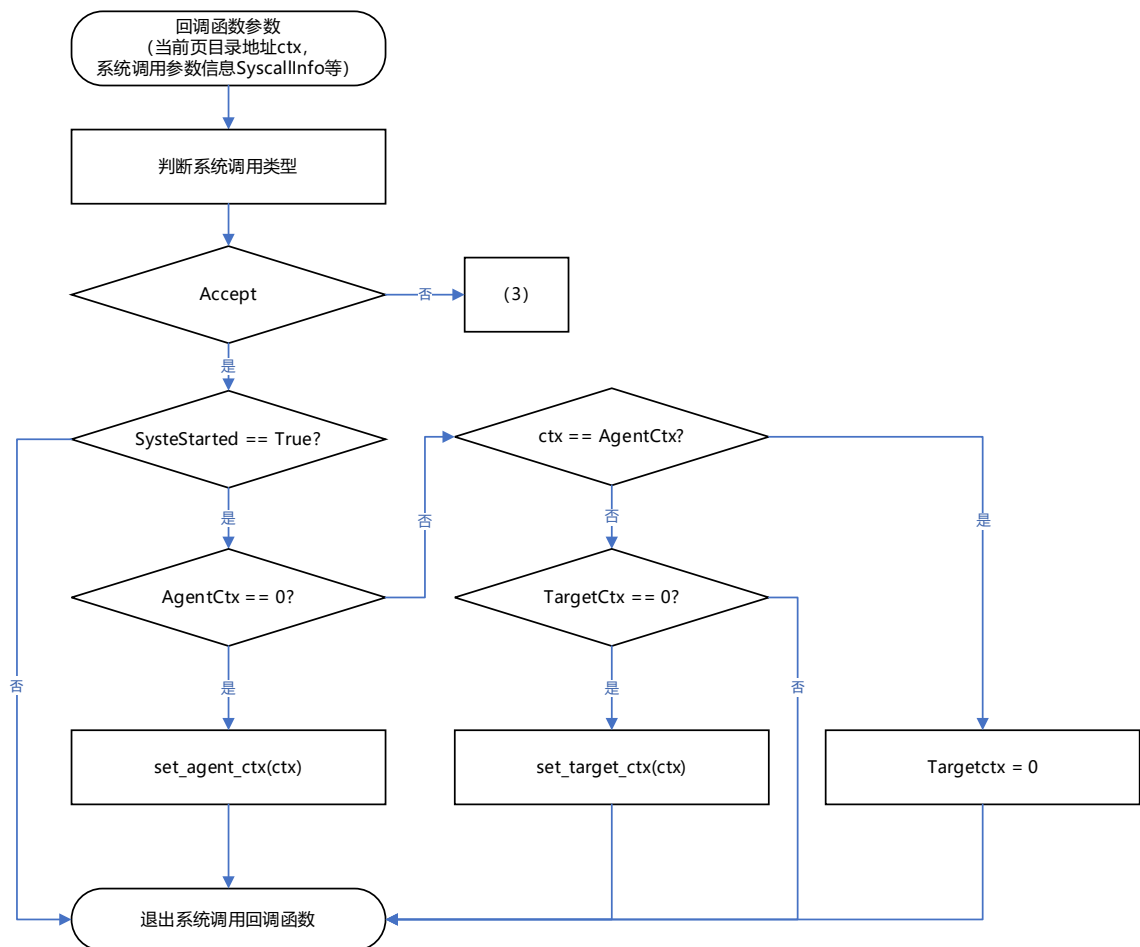 回调函数参数
（当前页目录地址ctx，
系统调用参数信息SyscallInfo等）
判断系统调用类型
Accept
否
（3）
是
SysteStarted == True?
ctx == AgentCtx?
是
否
否
是
AgentCtx == 0?
TargetCtx == 0?
否
是
是
否
set_agent_ctx(ctx)
set_target_ctx(ctx)
Targetctx = 0
退出系统调用回调函数